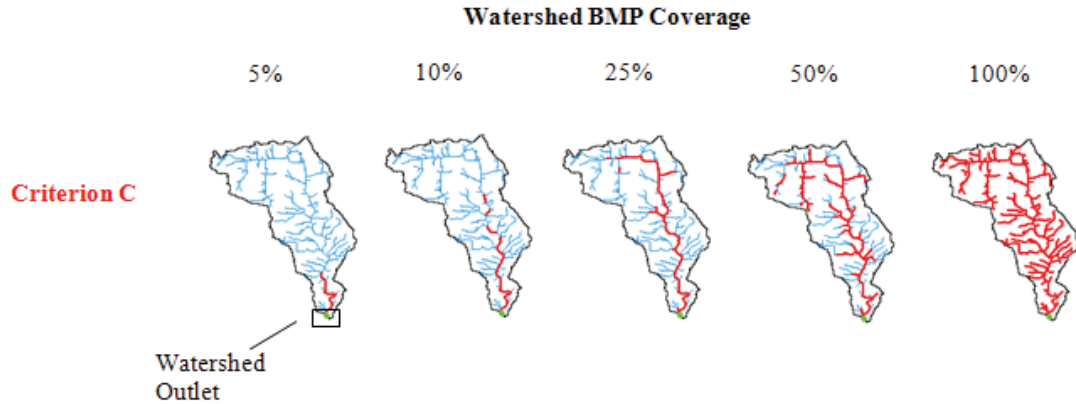 Watershed BMP Coverage
5%
10%
25%
50%
100%
Criterion C
Watershed
Outlet